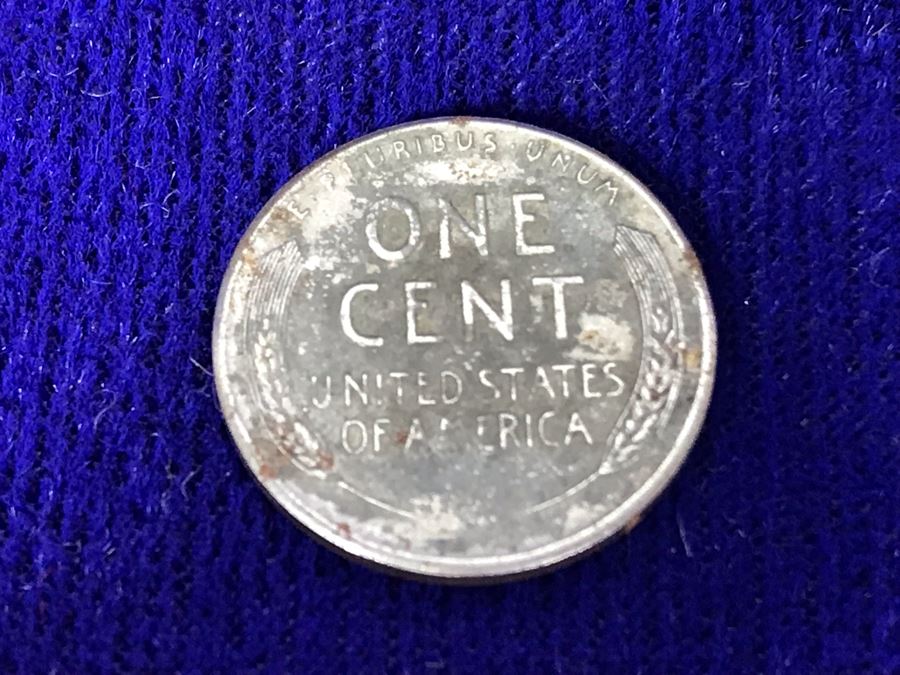 E PLURIBUS UNUM
ONE
CENT
UNITED STATES
OF AMERICA